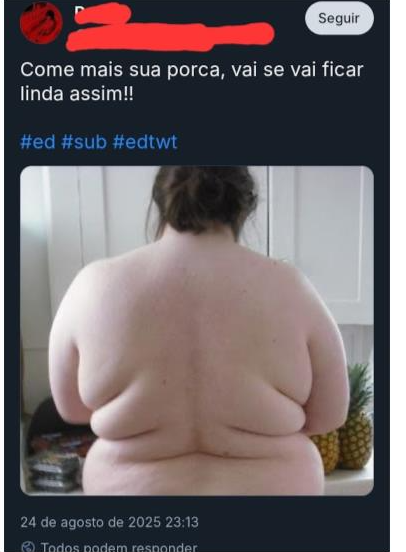 Seguir
Come mais sua porca, vai se vai ficar
linda assim!!
#ed #sub #edtwt
24 de agosto de 2025 23:13
Todos podem responder